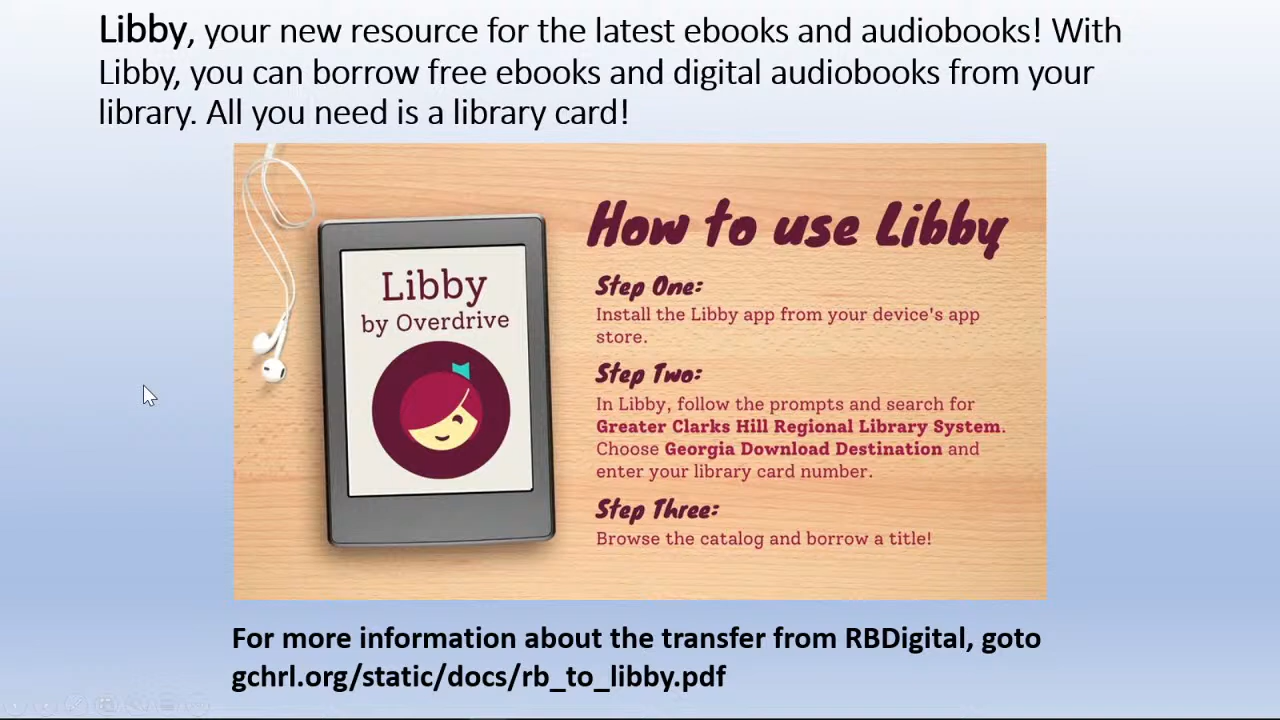 Libby, your new resource for the latest ebooks and audiobooks! With
Libby, you can borrow free ebooks and digital audiobooks from your
library. All you need is a library card!
Libby
by Overdrive
How to use Libby
Step One:
Install the Libby app from your device's app
store.
Step Two:
In Libby, follow the prompts and search for
Greater Clarks Hill Regional Library System.
Choose Georgia Download Destination and
enter your library card number.
Step Three:
Browse the catalog and borrow a title!
For more information about the transfer from RBDigital, goto
gchrl.org/static/docs/rb_to_libby.pdf